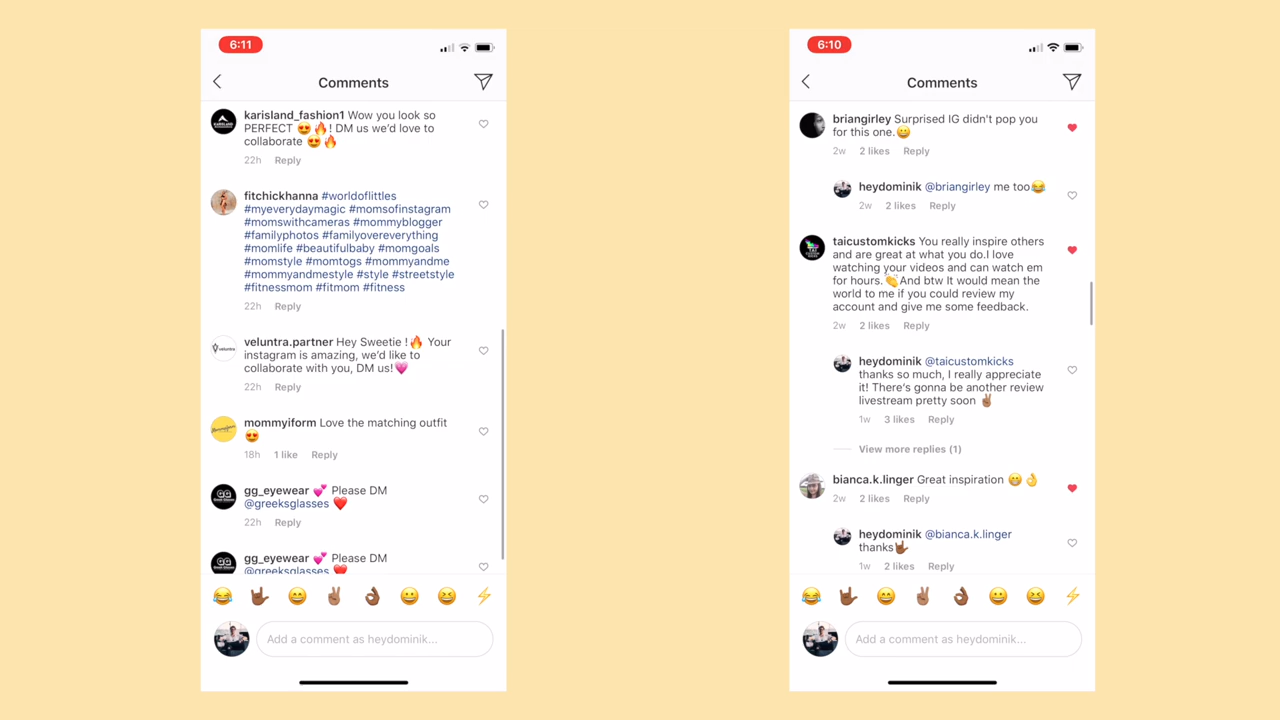 6:11
Comments
karisland_fashion1 Wow you look so
PERFECT 😍🔥! DM us we'd love to
collaborate 😍🔥
22h Reply
fitchickhanna #worldoflittles
#myeverydaymagic #momsofinstagram
#momswithcameras #mommyblogger
#familyphotos #familyovereverything
#momlife #beautifulbaby #momgoals
#momstyle #momtogs #mommyandme
#mommyandmestyle #style #streetstyle
#fitnessmom #fitmom #fitness
22h Reply
veluntra
veluntra.partner Hey Sweetie !🔥 Your
instagram is amazing, we'd like to
collaborate with you, DM us!💗
22h Reply
mommyiform Love the matching outfit
😍
18h 1 like Reply
gg_eyewear 💕 Please DM
@greeksglasses ❤️
22h Reply
gg_eyewear 💕 Please DM
@greeksglasses ❤️
Add a comment as heydominik...
6:10
Comments
briangirley Surprised IG didn't pop you
for this one.😀
2w 2 likes Reply
heydominik @briangirley me too😂
2w 2 likes Reply
taicustomkicks You really inspire others
and are great at what you do.I love
watching your videos and can watch em
for hours.👏And btw It would mean the
world to me if you could review my
account and give me some feedback.
2w 2 likes Reply
heydominik @taicustomkicks
thanks so much, I really appreciate
it! There's gonna be another review
livestream pretty soon ✌🏽
1w 3 likes Reply
View more replies (1)
bianca.k.linger Great inspiration 😁👌
2w 2 likes Reply
heydominik @bianca.k.linger
thanks🤟🏾
1w 2 likes Reply
Add a comment as heydominik...